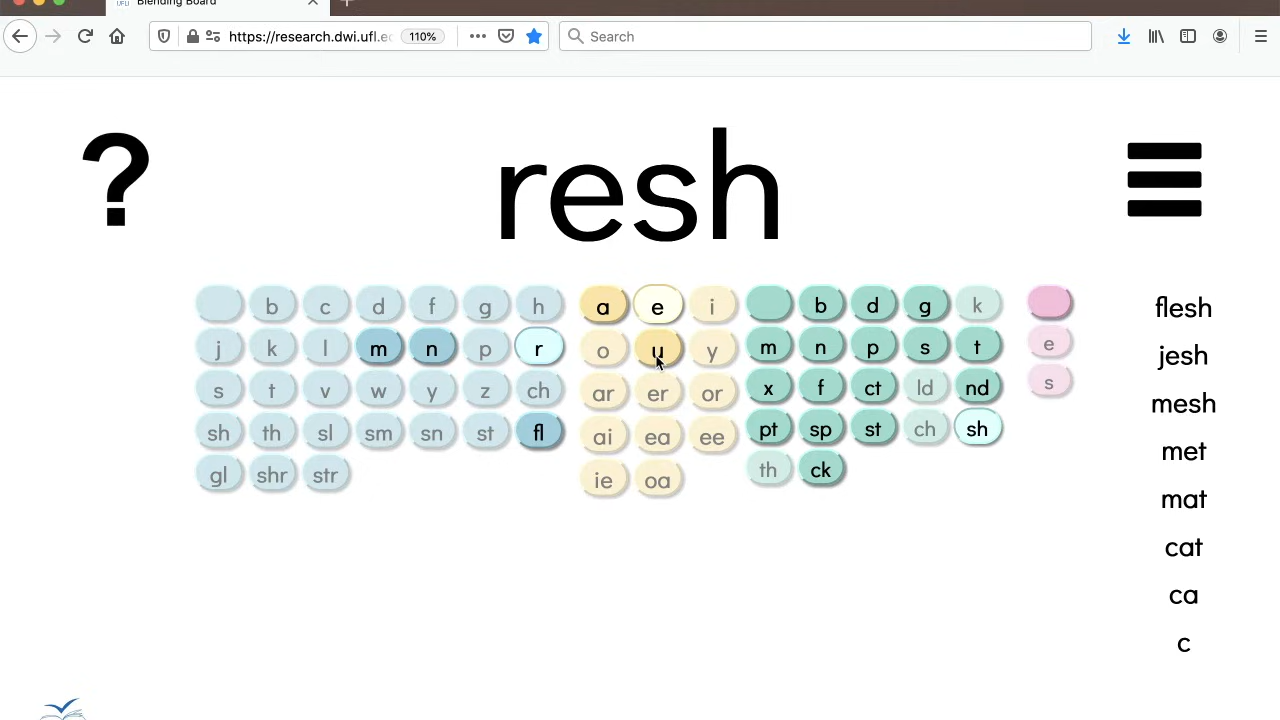 Blending Board
https://research.dwi.ufl.e
110%
Search
?
resh
b c d f g h a e i b d g k
j k l m n p r o u y m n p s t e
s t v w y z ch ar er or x f ct ld nd s
sh th sl sm sn st fl ai ea ee pt sp st ch sh
gl shr str ie oa th ck
flesh
jesh
mesh
met
mat
cat
ca
c